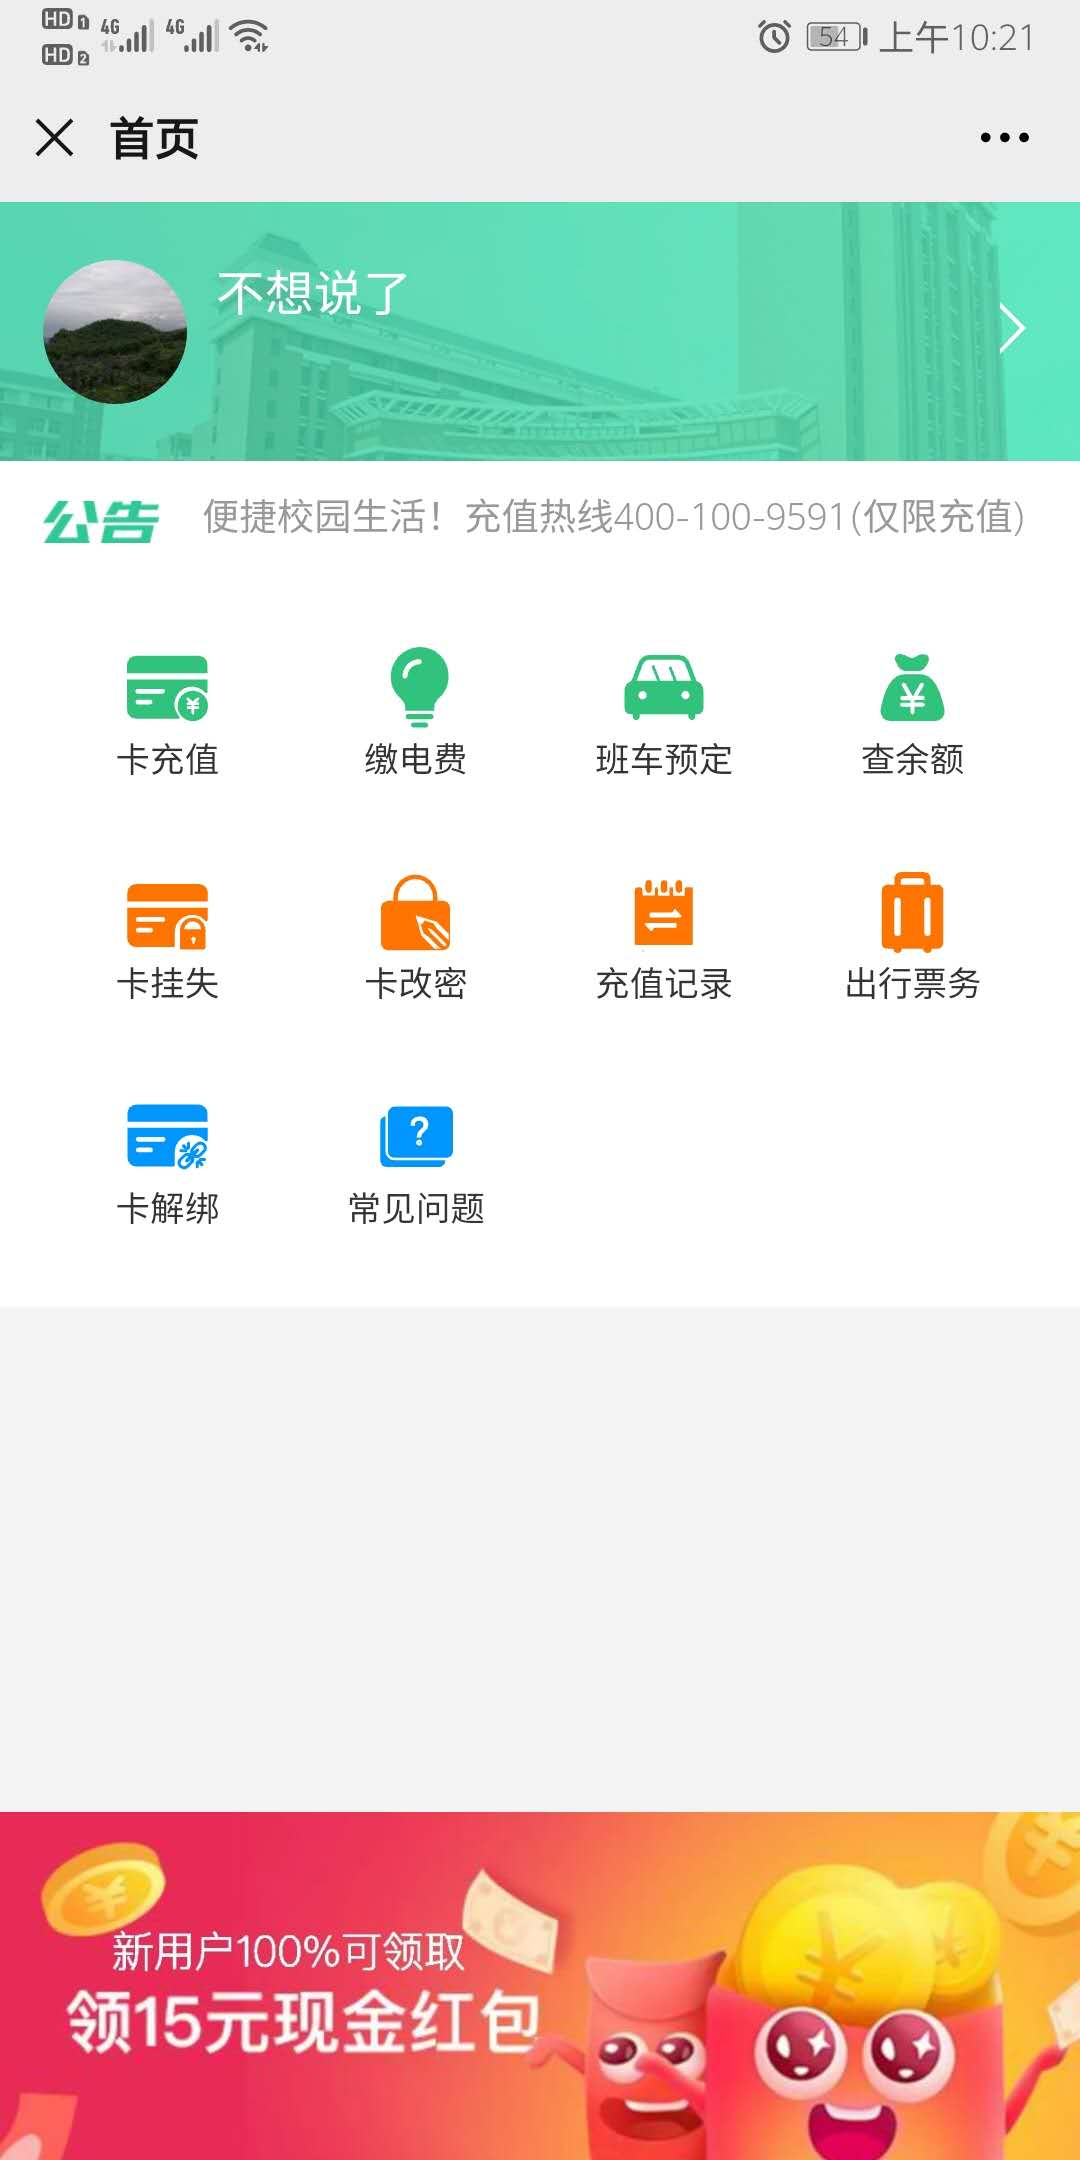 HD 1 4G 4G
HD 2
54 上午10:21
首页
不想说了
公告 便捷校园生活！充值热线400-100-9591(仅限充值)
卡充值 缴电费 班车预定 查余额
卡挂失 卡改密 充值记录 出行票务
卡解绑 常见问题
新用户100%可领取
领15元现金红包